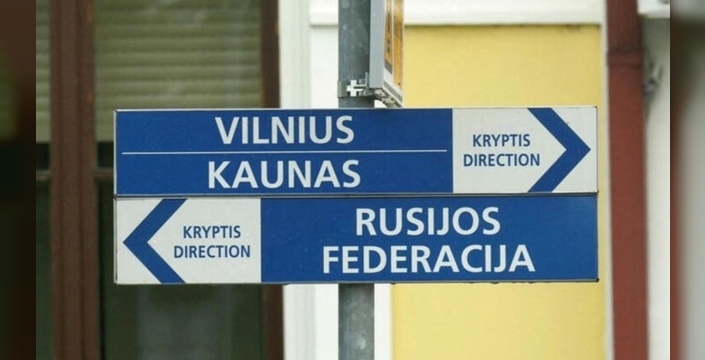 VILNIUS
KAUNAS
KRYPTIS
DIRECTION
KRYPTIS
DIRECTION
RUSIJOS
FEDERACIJA